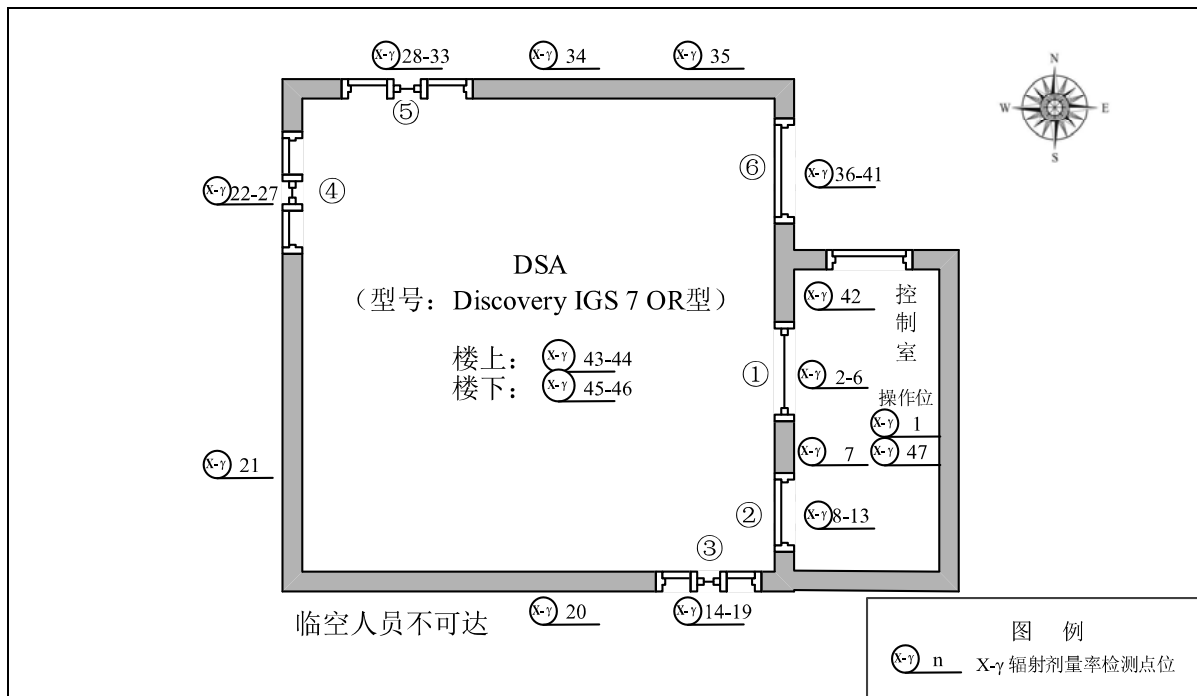 X-γ 28-33
X-γ 34
X-γ 35
N
W
E
S
⑤
⑥
X-γ 36-41
X-γ 22-27
④
DSA
（型号：Discovery IGS 7 OR型）
楼上： X-γ 43-44
楼下： X-γ 45-46
X-γ 42
控制室
①
X-γ 2-6
操作位
X-γ 1
X-γ 7
X-γ 47
X-γ 21
②
X-γ 8-13
③
临空人员不可达
X-γ 20
X-γ 14-19
图 例
X-γ n X-γ 辐射剂量率检测点位